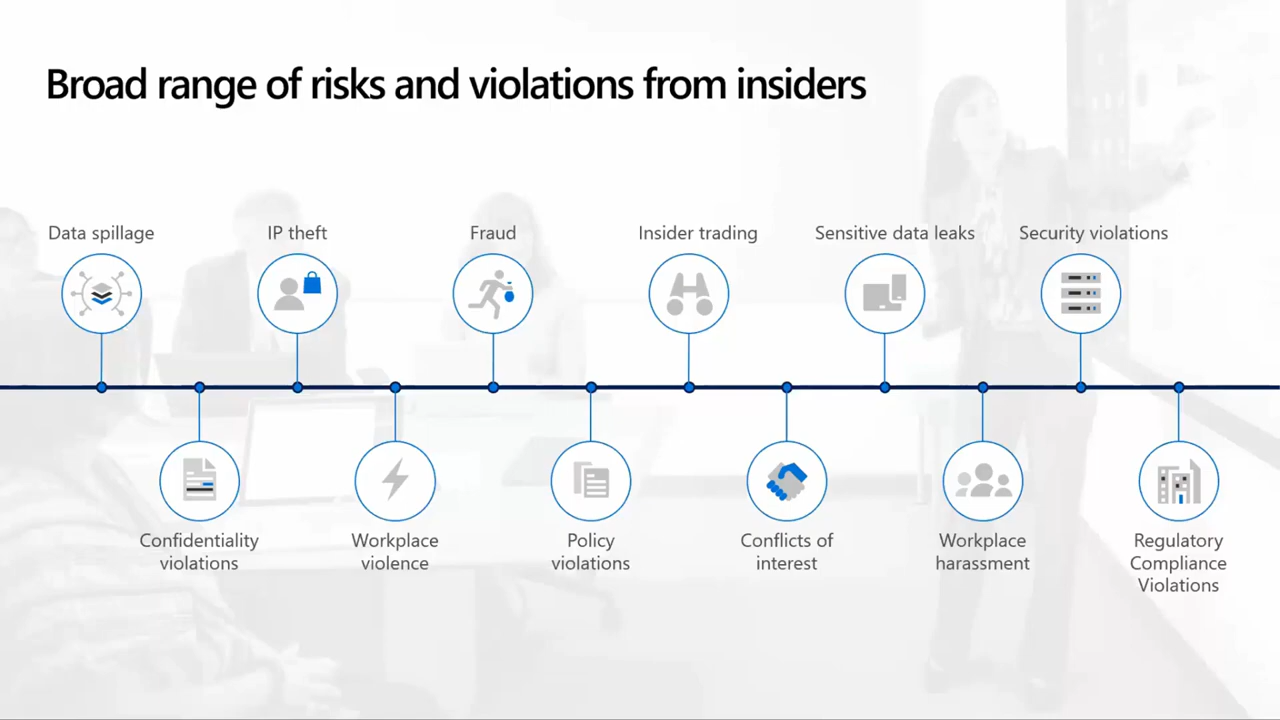 Broad range of risks and violations from insiders
Data spillage
IP theft
Fraud
Insider trading
Sensitive data leaks
Security violations
Confidentiality
violations
Workplace
violence
Policy
violations
Conflicts of
interest
Workplace
harassment
Regulatory
Compliance
Violations